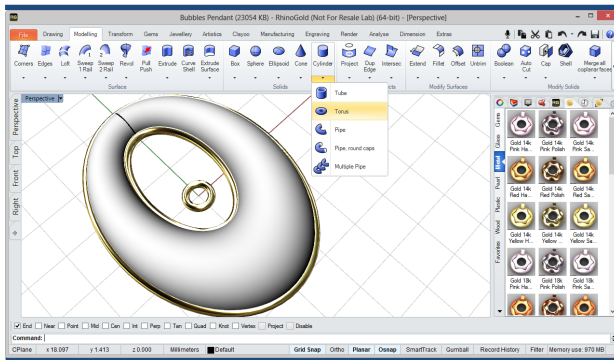 Bubbles Pendant (23054 KB) - RhinoGold (Not For Resale Lab) (64-bit) - [Perspective]
File Drawing Modelling Transform Gems Jewellery Artistics Clayoo Manufacturing Engraving Render Analyse Dimension Extras
Corners Edges Loft Sweep 1 Rail Sweep 2 Rail Revol Pull Push Extrude Curve Shell Extrude Surface Box Sphere Ellipsoid Cone Cylinder Project Dup Edge Intersec Extend Fillet Offset Untrim Boolean Auto Cut Cap Shell Merge all coplanar faces
Surface Solids Modify Surfaces Modify Solids
Perspective
Tube
Torus
Pipe
Pipe, round caps
Multiple Pipe
Perspective
Top
Front
Right
Gems
Glass
Metal
Pearl
Plastic
Wood
Favorites
Gold 14k Pink Ha... Gold 14k Pink Polish Gold 14k Pink Sa...
Gold 14k Red Ha... Gold 14k Red Polish Gold 14k Red Sa...
Gold 14k Yellow H... Gold 14k Yellow ... Gold 14k Yellow Sa...
Gold 18k Pink Ha... Gold 18k Pink Polish Gold 18k Pink Sa...
End Near Point Mid Cen Int Perp Tan Quad Knot Vertex Project Disable
Command:
CPlane x 18.097 y 1.413 z 0.000 Millimeters Default Grid Snap Ortho Planar Osnap SmartTrack Gumball Record History Filter Memory use: 970 MB